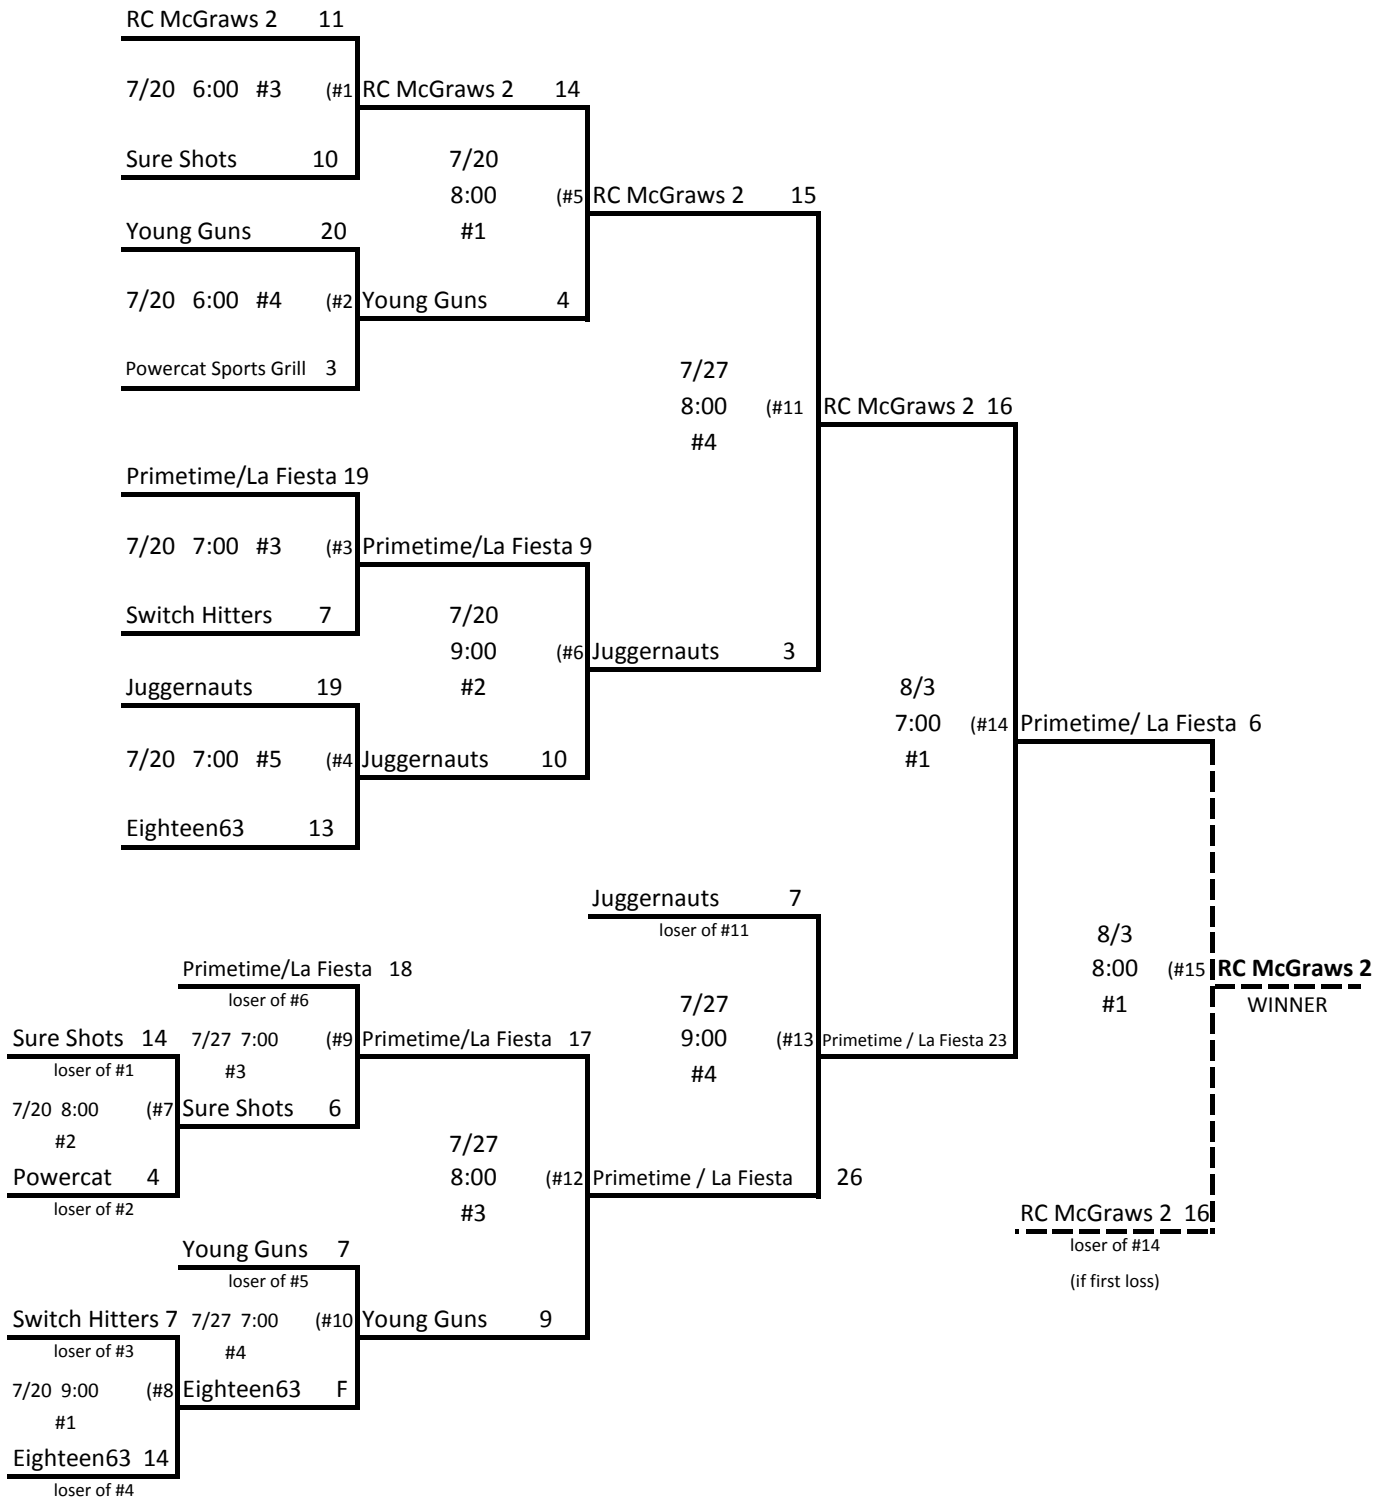 RC McGraws 2 11
7/20 6:00 #3 (#1 RC McGraws 2 14
Sure Shots 10 7/20
8:00 (#5 RC McGraws 2 15
Young Guns 20 #1
7/20 6:00 #4 (#2 Young Guns 4
Powercat Sports Grill 3 7/27
8:00 (#11 RC McGraws 2 16
#4
Primetime/La Fiesta 19
7/20 7:00 #3 (#3 Primetime/La Fiesta 9
Switch Hitters 7 7/20
9:00 (#6 Juggernauts 3
Juggernauts 19 #2 8/3
7:00 (#14 Primetime/ La Fiesta 6
7/20 7:00 #5 (#4 Juggernauts 10 #1
Eighteen63 13
Juggernauts 7
loser of #11 8/3
Primetime/La Fiesta 18 8:00 (#15 RC McGraws 2
loser of #6 7/27 #1 WINNER
Sure Shots 14 7/27 7:00 (#9 Primetime/La Fiesta 17 9:00 (#13 Primetime / La Fiesta 23
loser of #1 #3 #4
7/20 8:00 (#7 Sure Shots 6
#2 7/27
Powercat 4 8:00 (#12 Primetime / La Fiesta 26
loser of #2 #3 RC McGraws 2 16
Young Guns 7 loser of #14
loser of #5 (if first loss)
Switch Hitters 7 7/27 7:00 (#10 Young Guns 9
loser of #3 #4
7/20 9:00 (#8 Eighteen63 F
#1
Eighteen63 14
loser of #4